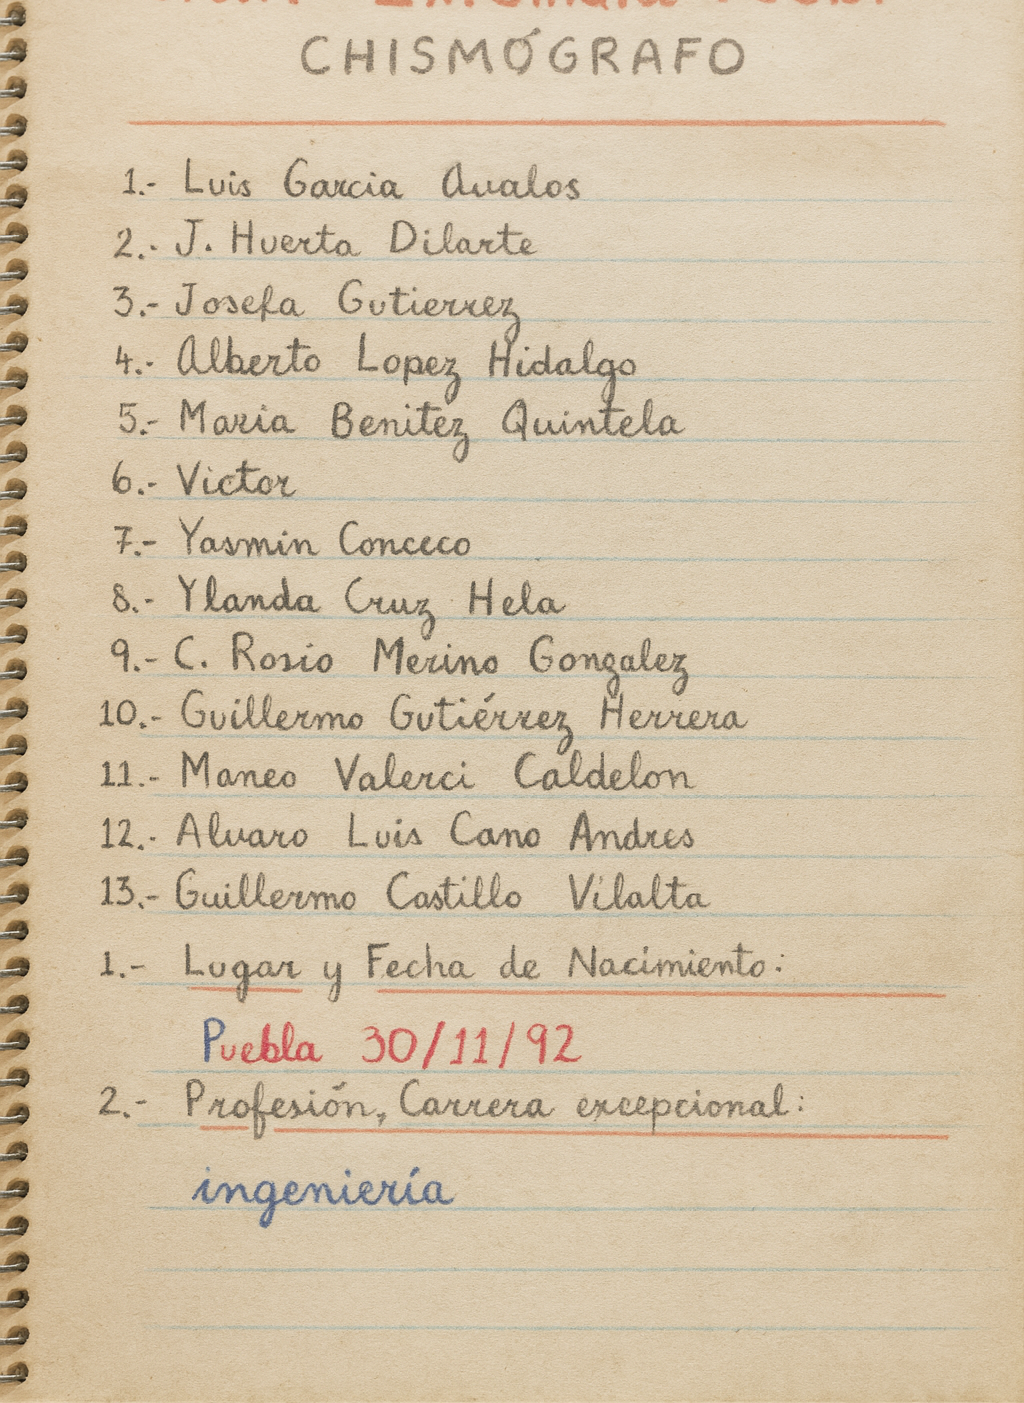 CHISMÓGRAFO
1.- Luis Garcia Avalos
2.- J. Huerta Dilarte
3.- Josefa Gutierrez
4.- Alberto Lopez Hidalgo
5.- Maria Benitez Quintela
6.- Victor
7.- Yasmin Conceco
8.- Ylanda Cruz Hela
9.- C. Rosio Merino Gonzalez
10.- Guillermo Gutiérrez Herrera
11.- Maneo Valerci Caldelon
12.- Alvaro Luis Cano Andres
13.- Guillermo Castillo Vilalta
1.- Lugar y Fecha de Nacimiento:
Puebla 30/11/92
2.- Profesión, Carrera excepcional:
ingeniería